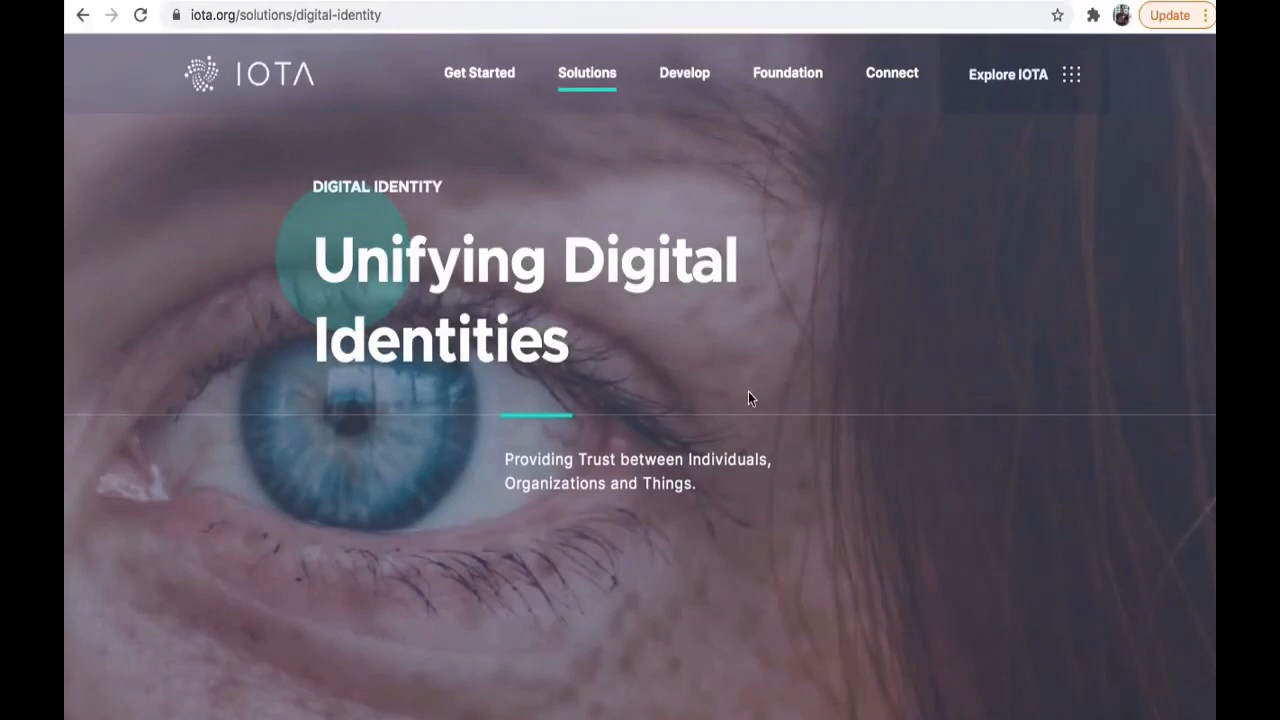 iota.org/solutions/digital-identity
Update
IOTA
Get Started
Solutions
Develop
Foundation
Connect
Explore IOTA
DIGITAL IDENTITY
Unifying Digital
Identities
Providing Trust between Individuals,
Organizations and Things.